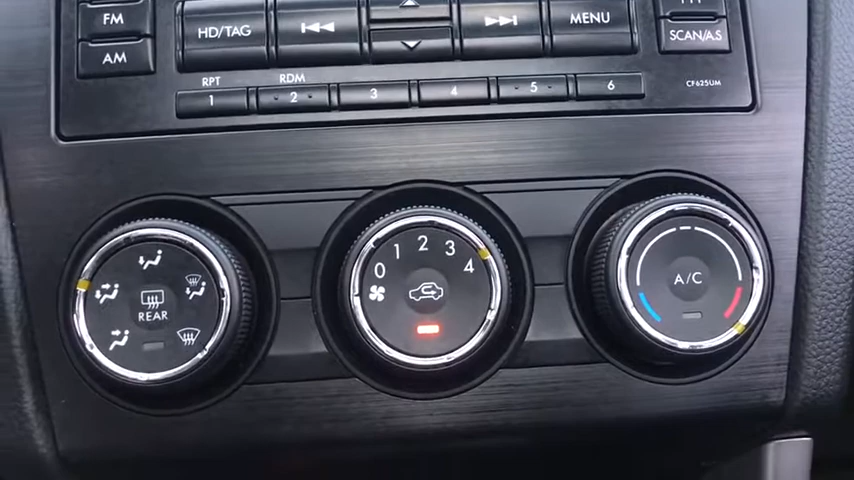 FM
HD/TAG
MENU
SCAN/A.S
AM
RPT
RDM
1 2 3 4 5 6
CF625UM
0 1 2 3 4
REAR
A/C